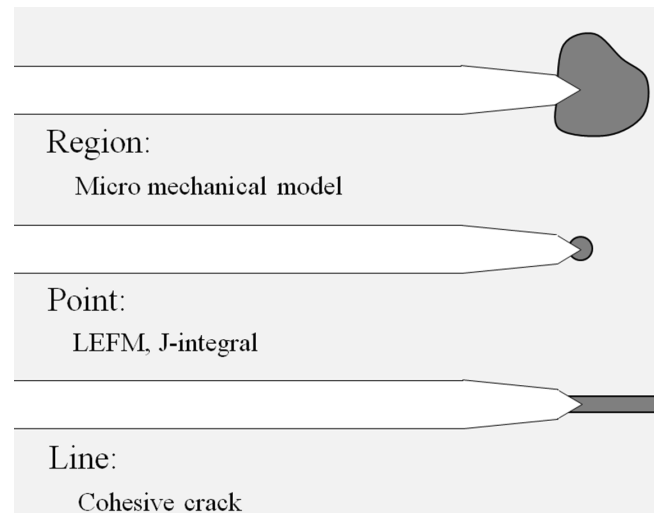 Region:
Micro mechanical model
Point:
LEFM, J-integral
Line:
Cohesive crack